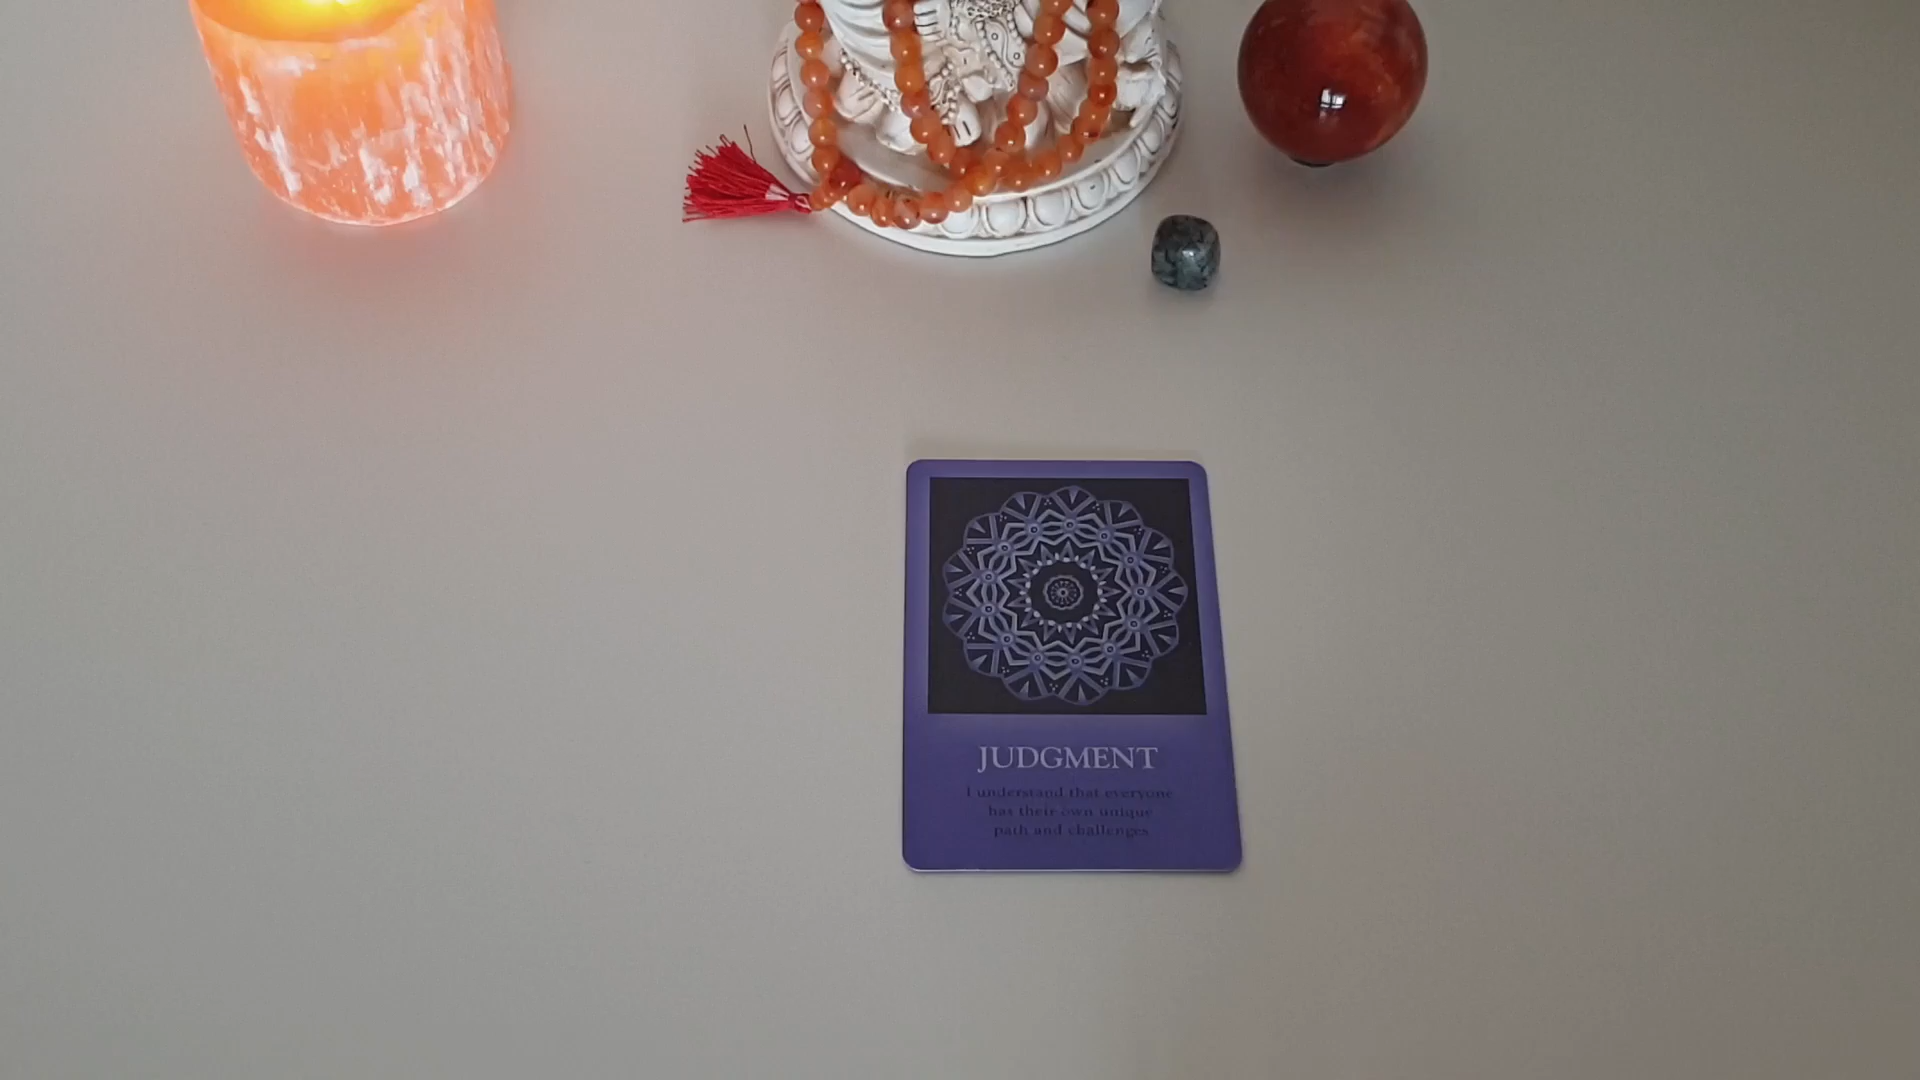 JUDGMENT
I understand that everyone
has their own unique
path and challenges